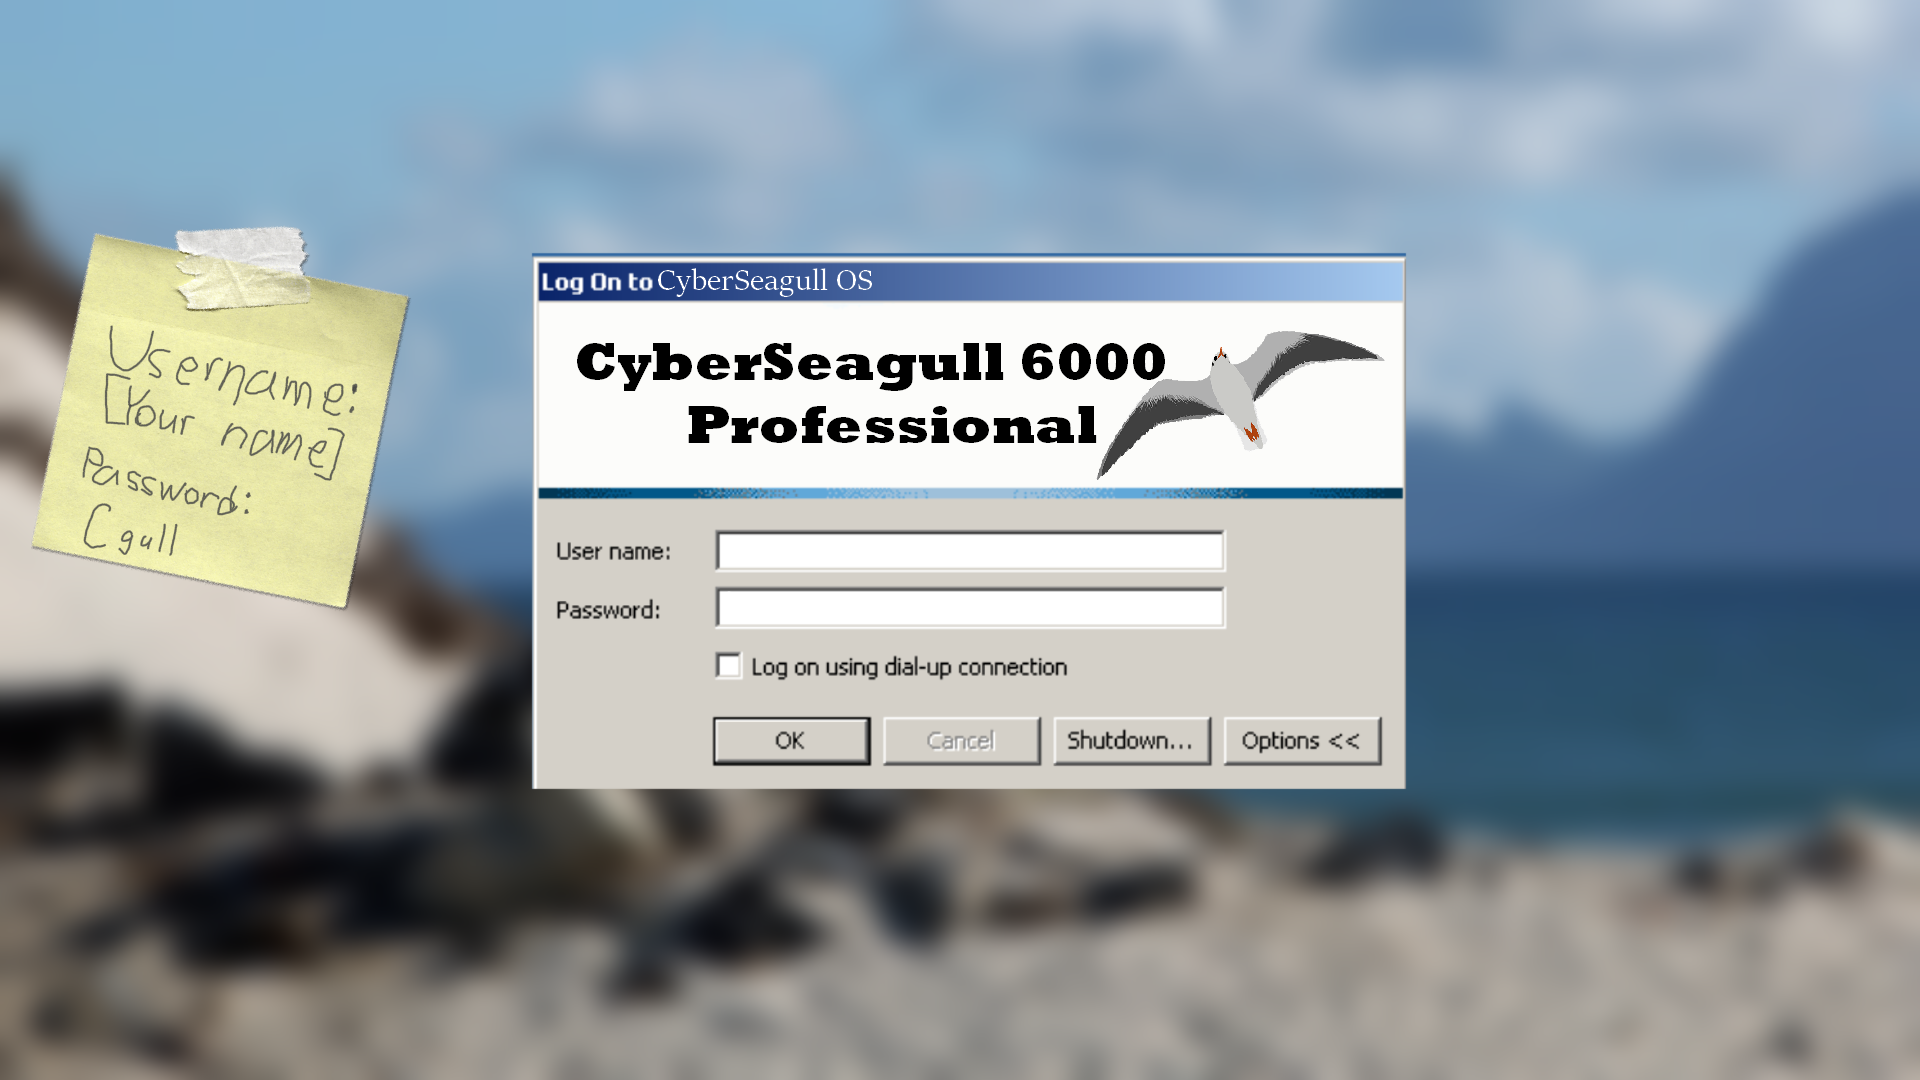 Username:
[Your name]
Password:
Cgull
Log On to CyberSeagull OS
CyberSeagull 6000
Professional
User name:
Password:
Log on using dial-up connection
OK
Cancel
Shutdown...
Options <<